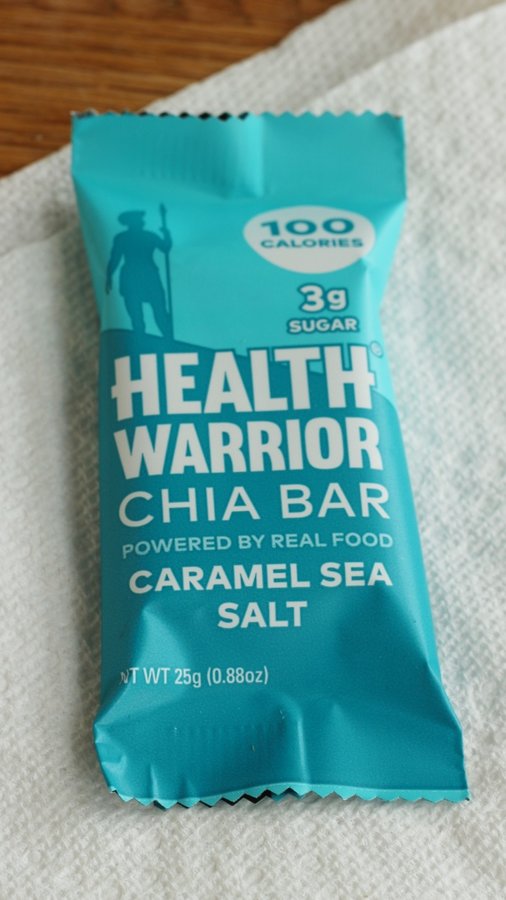 100
CALORIES
3g
SUGAR
HEALTH
WARRIOR
CHIA BAR
POWERED BY REAL FOOD
CARAMEL SEA
SALT
NT WT 25g (0.88oz)